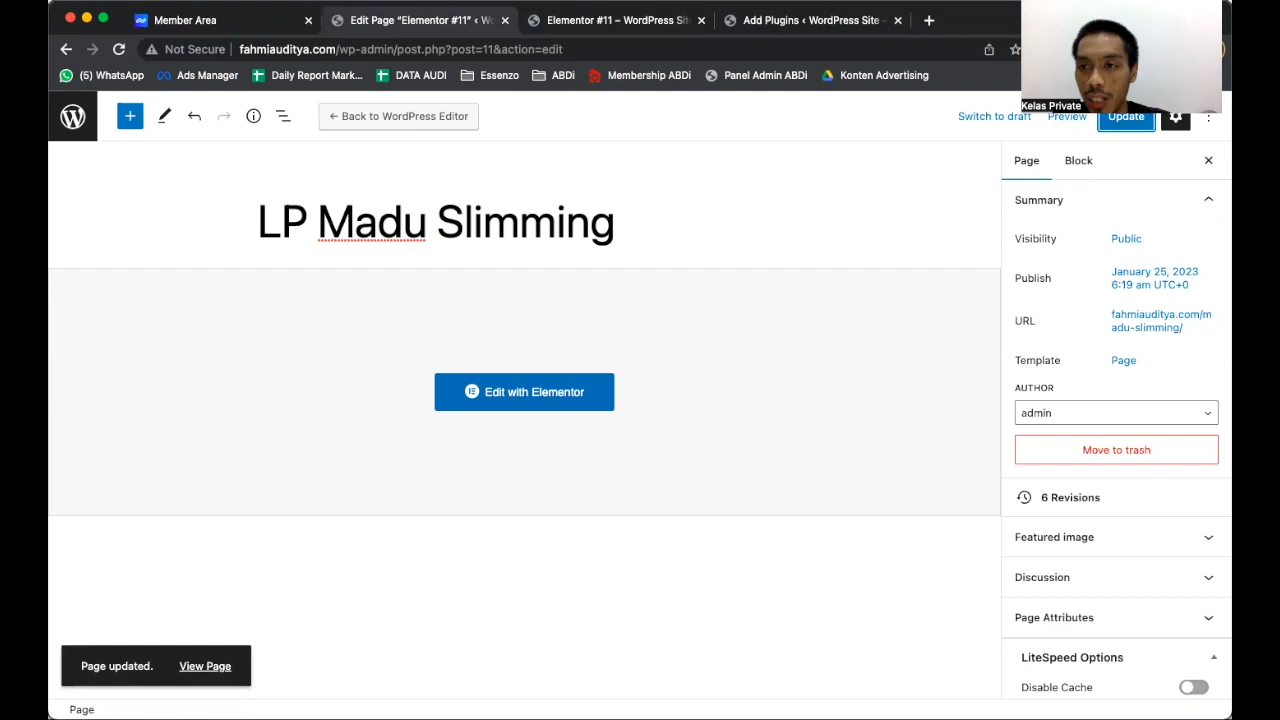 Member Area
Edit Page “Elementor #11” ‹ Wo
Elementor #11 – WordPress Site
Add Plugins ‹ WordPress Site –
Not Secure
fahmiauditya.com/wp-admin/post.php?post=11&action=edit
(5) WhatsApp
Ads Manager
Daily Report Mark...
DATA AUDI
Essenzo
ABDi
Membership ABDi
Panel Admin ABDi
Konten Advertising
Kelas Private
← Back to WordPress Editor
Switch to draft
Preview
Update
LP Madu Slimming
Edit with Elementor
Page updated.
View Page
Page
Block
Summary
Visibility
Public
Publish
January 25, 2023
6:19 am UTC+0
URL
fahmiauditya.com/m
adu-slimming/
Template
Page
AUTHOR
admin
Move to trash
6 Revisions
Featured image
Discussion
Page Attributes
LiteSpeed Options
Disable Cache
Page